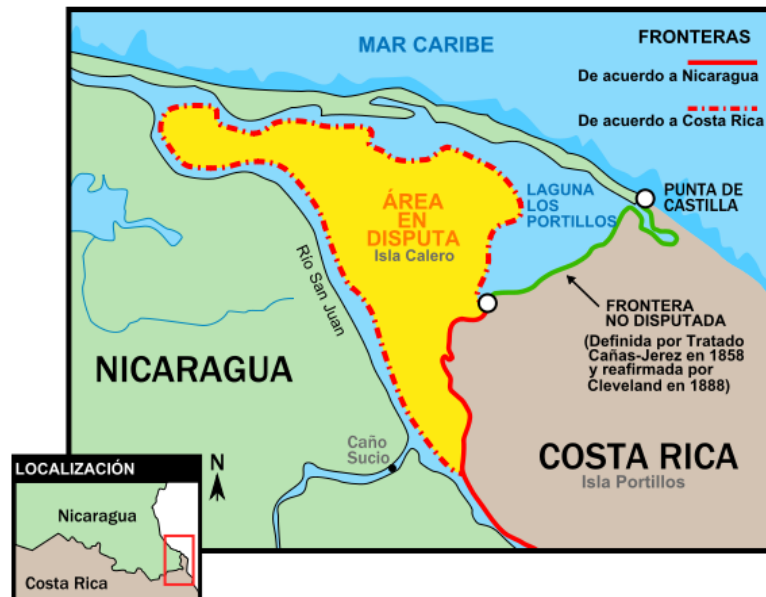 MAR CARIBE
FRONTERAS
De acuerdo a Nicaragua
De acuerdo a Costa Rica
ÁREA
EN
DISPUTA
Isla Calero
LAGUNA
LOS
PORTILLOS
PUNTA DE
CASTILLA
Río San Juan
FRONTERA
NO DISPUTADA
(Definida por Tratado
Cañas-Jerez en 1858
y reafirmada por
Cleveland en 1888)
NICARAGUA
Caño
Sucio
COSTA RICA
Isla Portillos
N
LOCALIZACIÓN
Nicaragua
Costa Rica